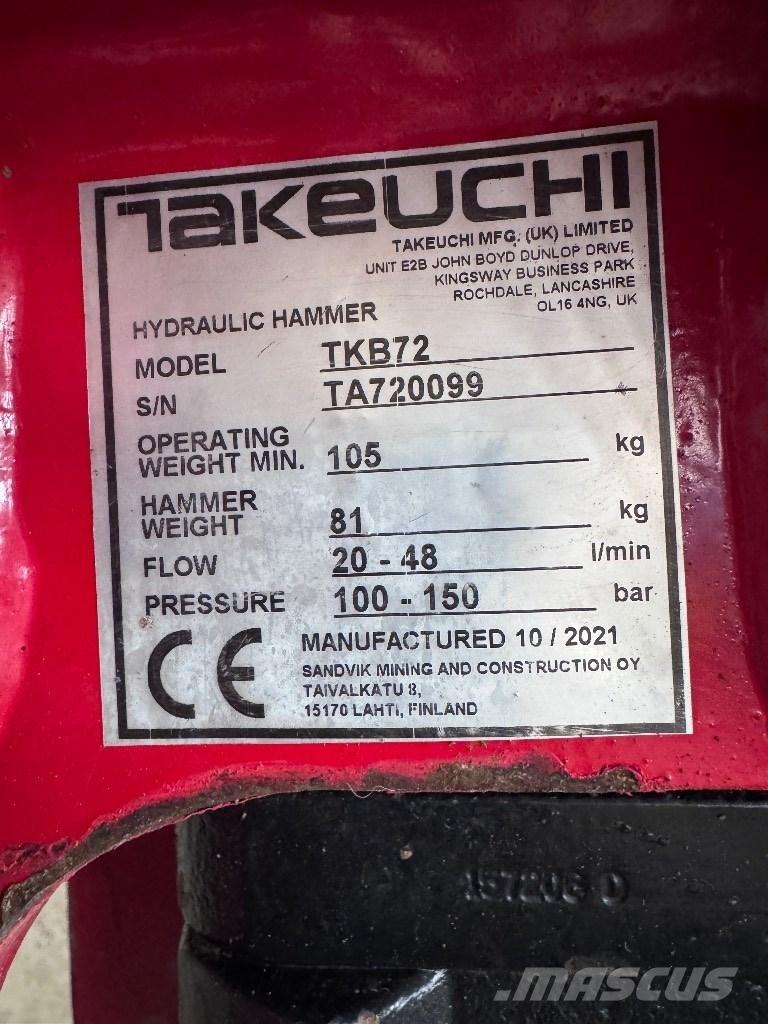 TAKEUCHI
TAKEUCHI MFG. (UK) LIMITED
UNIT E2B JOHN BOYD DUNLOP DRIVE,
KINGSWAY BUSINESS PARK
ROCHDALE, LANCASHIRE
OL16 4NG, UK
HYDRAULIC HAMMER
MODEL TKB72
S/N TA720099
OPERATING
WEIGHT MIN. 105 kg
HAMMER
WEIGHT 81 kg
FLOW 20 - 48 l/min
PRESSURE 100 - 150 bar
CE
MANUFACTURED 10 / 2021
SANDVIK MINING AND CONSTRUCTION OY
TAIVALKATU 8,
15170 LAHTI, FINLAND
MASCUS